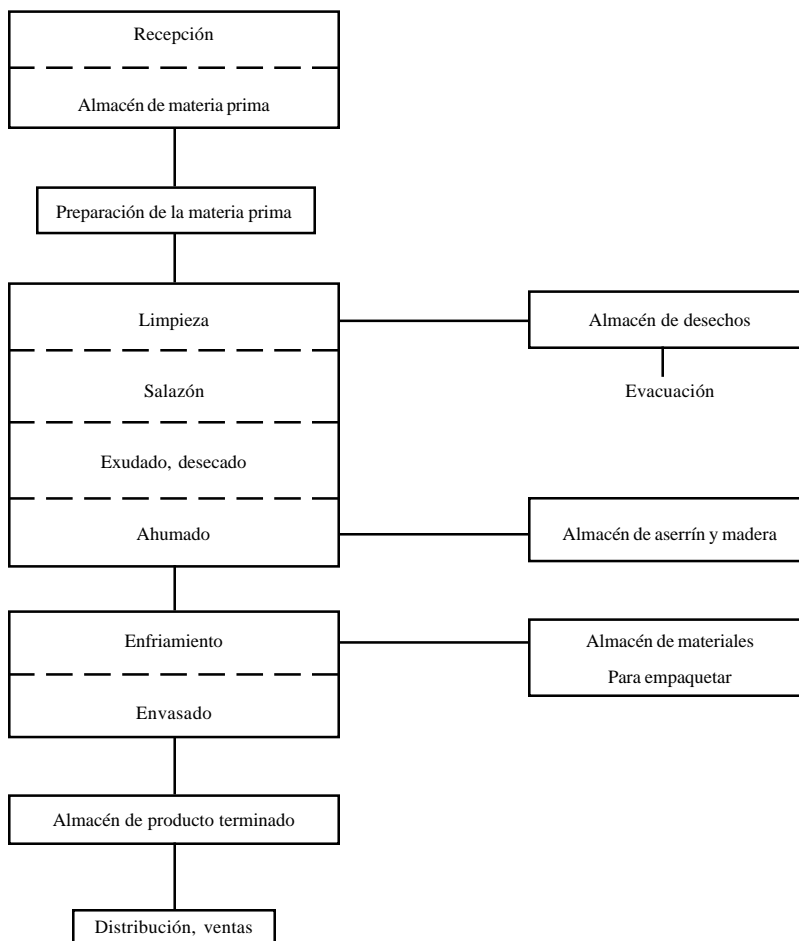 Recepción
Almacén de materia prima
Preparación de la materia prima
Limpieza
Almacén de desechos
Salazón
Evacuación
Exudado, desecado
Ahumado
Almacén de aserrín y madera
Enfriamiento
Almacén de materiales
Para empaquetar
Envasado
Almacén de producto terminado
Distribución, ventas